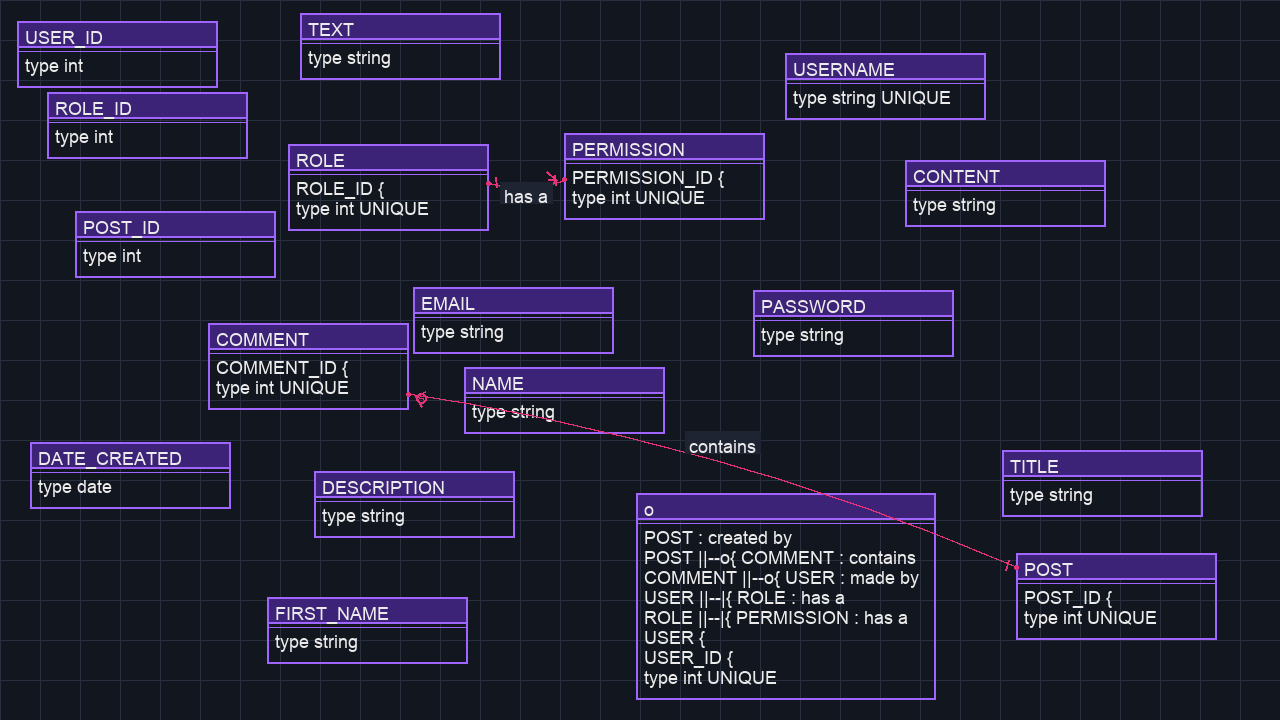 USER_ID
type int
TEXT
type string
USERNAME
type string UNIQUE
ROLE_ID
type int
ROLE
ROLE_ID {
type int UNIQUE
has a
PERMISSION
PERMISSION_ID {
type int UNIQUE
CONTENT
type string
POST_ID
type int
EMAIL
type string
PASSWORD
type string
COMMENT
COMMENT_ID {
type int UNIQUE
NAME
type string
contains
DATE_CREATED
type date
DESCRIPTION
type string
TITLE
type string
o
POST : created by
POST ||--o{ COMMENT : contains
COMMENT ||--o{ USER : made by
USER ||--|{ ROLE : has a
ROLE ||--|{ PERMISSION : has a
USER {
USER_ID {
type int UNIQUE
POST
POST_ID {
type int UNIQUE
FIRST_NAME
type string